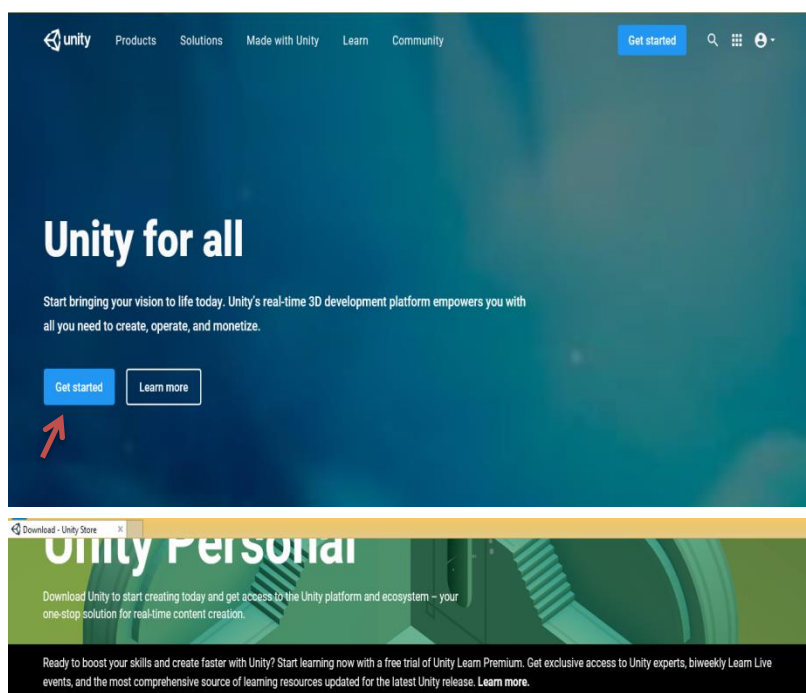 unity Products Solutions Made with Unity Learn Community Get started
Unity for all
Start bringing your vision to life today. Unity's real-time 3D development platform empowers you with
all you need to create, operate, and monetize.
Get started Learn more
Download - Unity Store X
Unity Personal
Download Unity to start creating today and get access to the Unity platform and ecosystem – your
one-stop solution for real-time content creation.
Ready to boost your skills and create faster with Unity? Start learning now with a free trial of Unity Learn Premium. Get exclusive access to Unity experts, biweekly Learn Live
events, and the most comprehensive source of learning resources updated for the latest Unity release. Learn more.